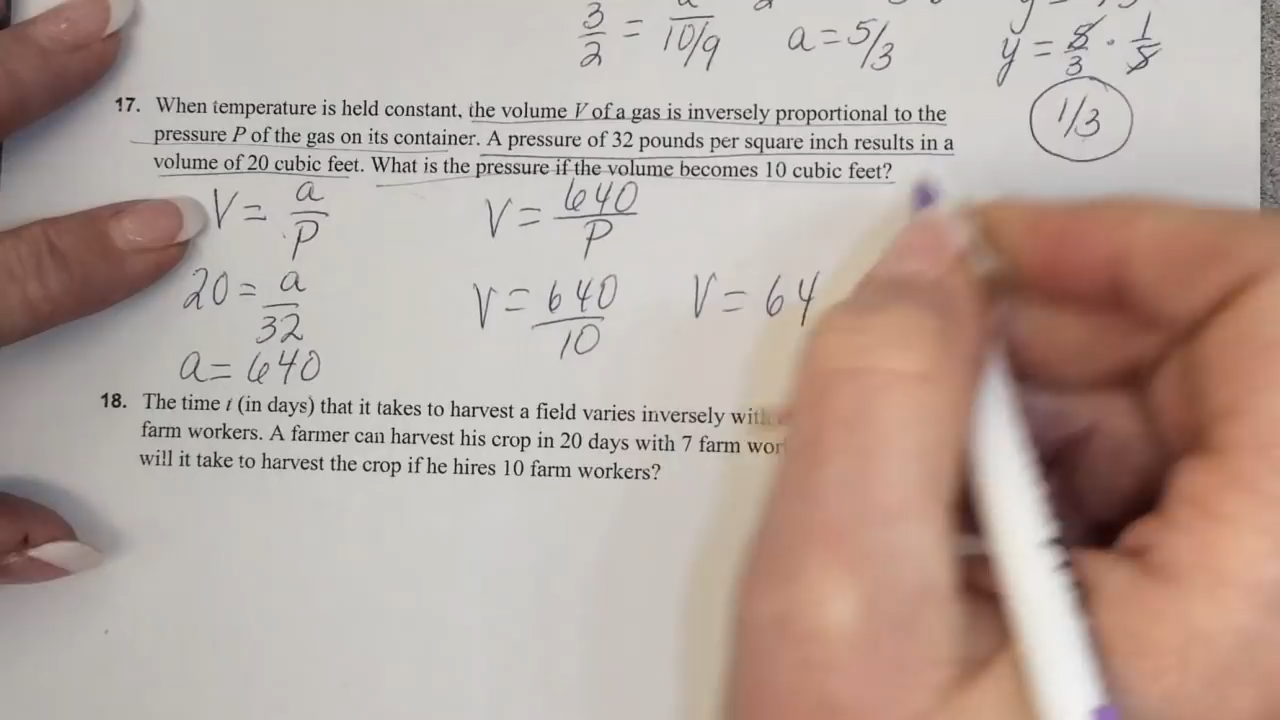 3/2 = /10/9 a = 5/3 y = 8/3 · 1/8
1/3
17. When temperature is held constant, the volume V of a gas is inversely proportional to the
pressure P of the gas on its container. A pressure of 32 pounds per square inch results in a
volume of 20 cubic feet. What is the pressure if the volume becomes 10 cubic feet?
V = a/P V = 640/P
20 = a/32 V = 640/10 V = 64
a = 640
18. The time t (in days) that it takes to harvest a field varies inversely with
farm workers. A farmer can harvest his crop in 20 days with 7 farm
will it take to harvest the crop if he hires 10 farm workers?